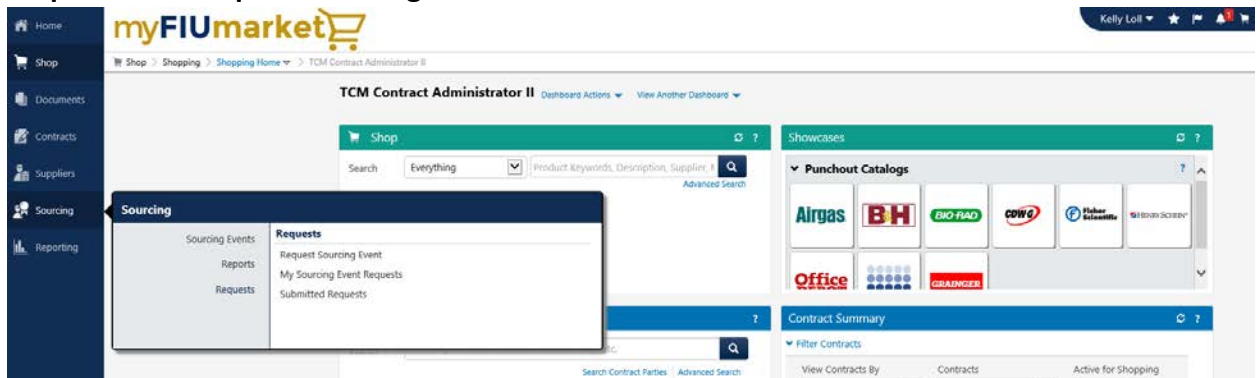 myFIUmarket
Kelly Loll
1
Home
Shop
Documents
Contracts
Suppliers
Sourcing
Reporting
Shop > Shopping > Shopping Home > TCM Contract Administrator II
TCM Contract Administrator II Dashboard Actions View Another Dashboard
Shop ?
Search Everything Product Keywords, Description, Supplier,
Advanced Search
Showcases ?
Punchout Catalogs ?
Airgas
B&H
BIO-RAD
CDWG
Fisher Scientific
HENRY SCHEIN
Office
GRAINGER
Sourcing
Sourcing Events
Reports
Requests
Requests
Request Sourcing Event
My Sourcing Event Requests
Submitted Requests
?
etc.
Search Contract Parties Advanced Search
Contract Summary ?
Filter Contracts
View Contracts By Contracts Active for Shopping